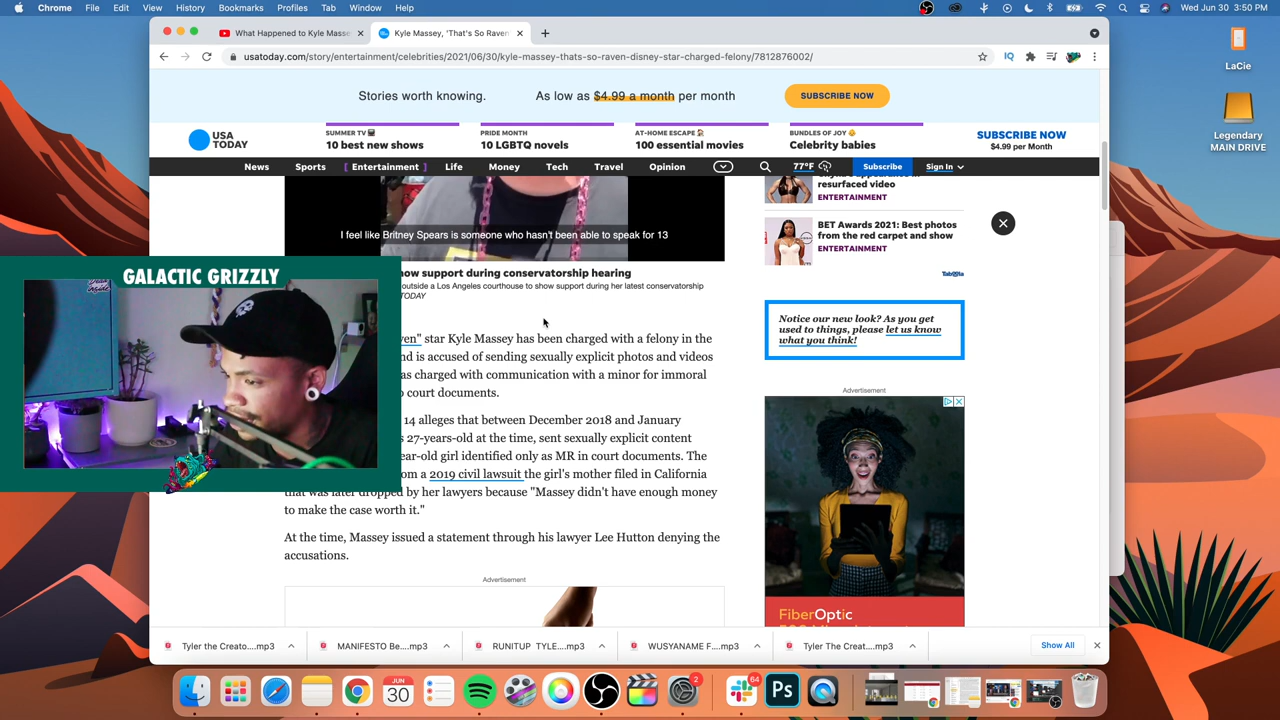 Chrome File Edit View History Bookmarks Profiles Tab Window Help
Wed Jun 30 3:50 PM
What Happened to Kyle Masse
Kyle Massey, 'That's So Raven
usatoday.com/story/entertainment/celebrities/2021/06/30/kyle-massey-thats-so-raven-disney-star-charged-felony/7812876002/
IQ
Stories worth knowing.
As low as $4.99 a month per month
SUBSCRIBE NOW
USA
TODAY
SUMMER TV
10 best new shows
PRIDE MONTH
10 LGBTQ novels
AT-HOME ESCAPE
100 essential movies
BUNDLES OF JOY
Celebrity babies
SUBSCRIBE NOW
$4.99 per Month
News Sports [ Entertainment ] Life Money Tech Travel Opinion 77°F Subscribe Sign In
I feel like Britney Spears is someone who hasn't been able to speak for 13
resurfaced video
ENTERTAINMENT
BET Awards 2021: Best photos
from the red carpet and show
ENTERTAINMENT
Taboola
GALACTIC GRIZZLY
how support during conservatorship hearing
outside a Los Angeles courthouse to show support during her latest conservatorship
TODAY
ven" star Kyle Massey has been charged with a felony in the
nd is accused of sending sexually explicit photos and videos
as charged with communication with a minor for immoral
o court documents.
14 alleges that between December 2018 and January
s 27-years-old at the time, sent sexually explicit content
ear-old girl identified only as MR in court documents. The
om a 2019 civil lawsuit the girl's mother filed in California
that was later dropped by her lawyers because "Massey didn't have enough money
to make the case worth it."
At the time, Massey issued a statement through his lawyer Lee Hutton denying the
accusations.
Advertisement
Notice our new look? As you get
used to things, please let us know
what you think!
Advertisement
FiberOptic
Tyler the Creato....mp3
MANIFESTO Be....mp3
RUNITUP TYLE....mp3
WUSYANAME F....mp3
Tyler The Creat....mp3
Show All
LaCie
Legendary
MAIN DRIVE
JUN
30
2
64
Ps